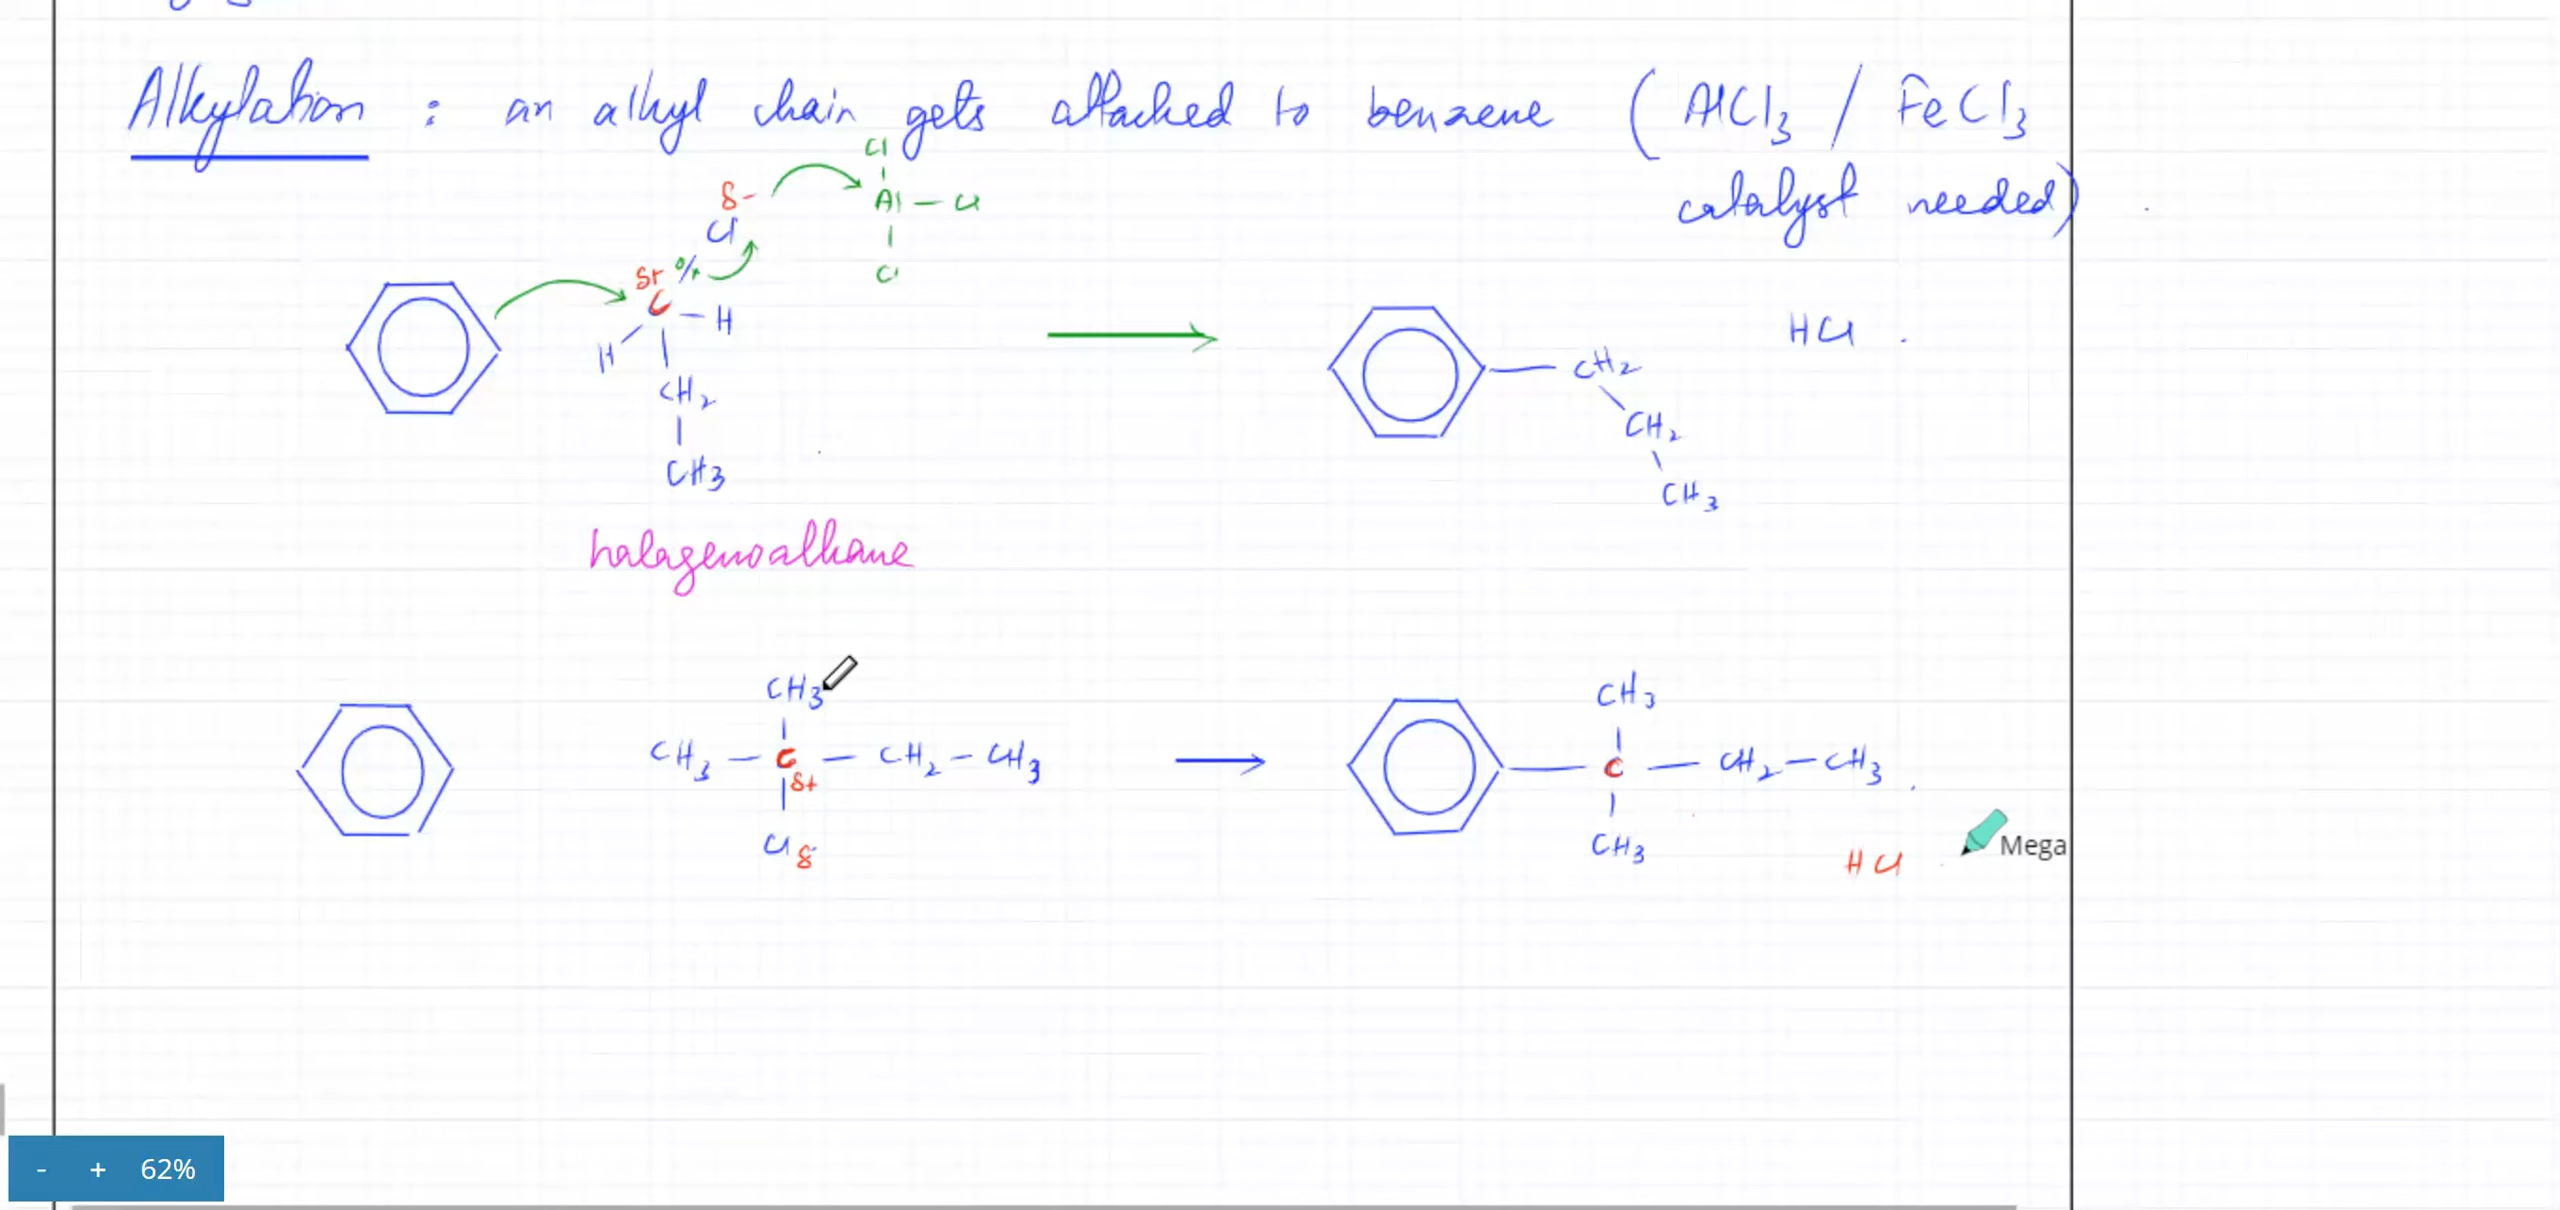 Alkylation : an alkyl chain gets attached to benzene ( AlCl3 / FeCl3
catalyst needed)
Cl
δ-
Al — Cl
Cl
Cl
δ+
C — H
H
CH2
CH3
CH2
CH2
CH3
HCl
halagenoalkane
CH3
CH3 — C — CH2 — CH3
δ+
Cl δ-
CH3
C — CH2 — CH3
CH3
HCl
Mega
- + 62%